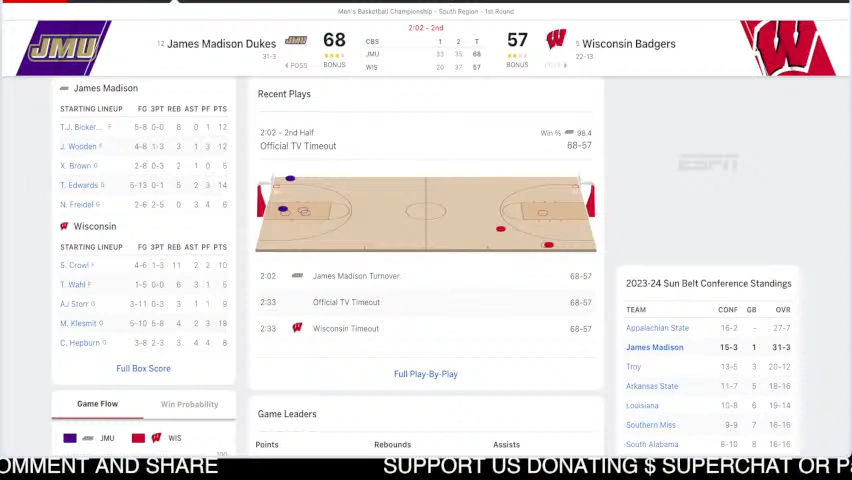 Men's Basketball Championship - South Region - 1st Round
JMU
12 James Madison Dukes
31-3
JMU
POSS
68
BONUS
2:02 - 2nd
CBS 1 2 T
JMU 33 35 68
WIS 20 37 57
57
BONUS
5 Wisconsin Badgers
22-13
James Madison
STARTING LINEUP FG 3PT REB AST PF PTS
T.J. Bicker... F 5-8 0-0 8 0 1 12
J. Wooden F 4-8 1-3 3 1 3 12
X. Brown G 2-8 0-3 2 1 0 5
T. Edwards G 5-13 0-1 5 2 3 14
N. Freidel G 2-6 2-5 0 3 4 6
Wisconsin
STARTING LINEUP FG 3PT REB AST PF PTS
S. Crowl F 4-6 1-3 11 2 2 10
T. Wahl F 1-5 0-0 6 3 1 5
AJ Storr G 3-11 0-3 1 1 9
M. Klesmit G 5-10 5-8 4 2 3 18
C. Hepburn G 3-8 2-3 3 4 4 8
Full Box Score
Game Flow Win Probability
JMU WIS
100
Recent Plays
2:02 - 2nd Half
Win % 98.4
Official TV Timeout
68-57
2:02 James Madison Turnover. 68-57
2:33 Official TV Timeout 68-57
2:33 Wisconsin Timeout 68-57
Full Play-By-Play
Game Leaders
Points Rebounds Assists
ESPN
2023-24 Sun Belt Conference Standings
TEAM CONF GB OVR
Appalachian State 16-2 - 27-7
James Madison 15-3 1 31-3
Troy 13-5 3 20-12
Arkansas State 11-7 5 18-16
Louisiana 10-8 6 19-14
Southern Miss 9-9 7 16-16
South Alabama 8-10 8 16-16
OMMENT AND SHARE SUPPORT US DONATING $ SUPERCHAT OR P